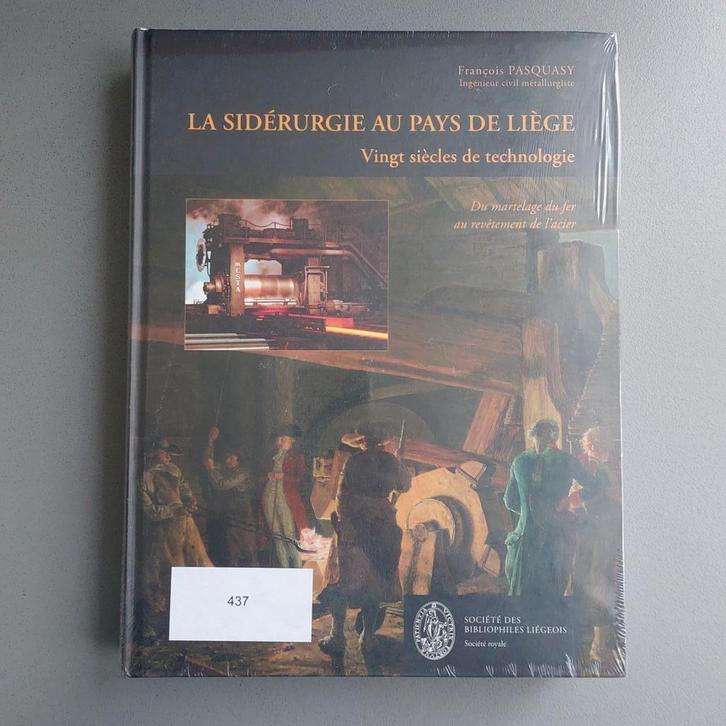 François PASQUASY
Ingénieur civil métallurgiste
LA SIDÉRURGIE AU PAYS DE LIÈGE
Vingt siècles de technologie
Du martelage du fer
au revêtement de l'acier
437
SOCIÉTÉ DES
BIBLIOPHILES LIÉGEOIS
Société royale